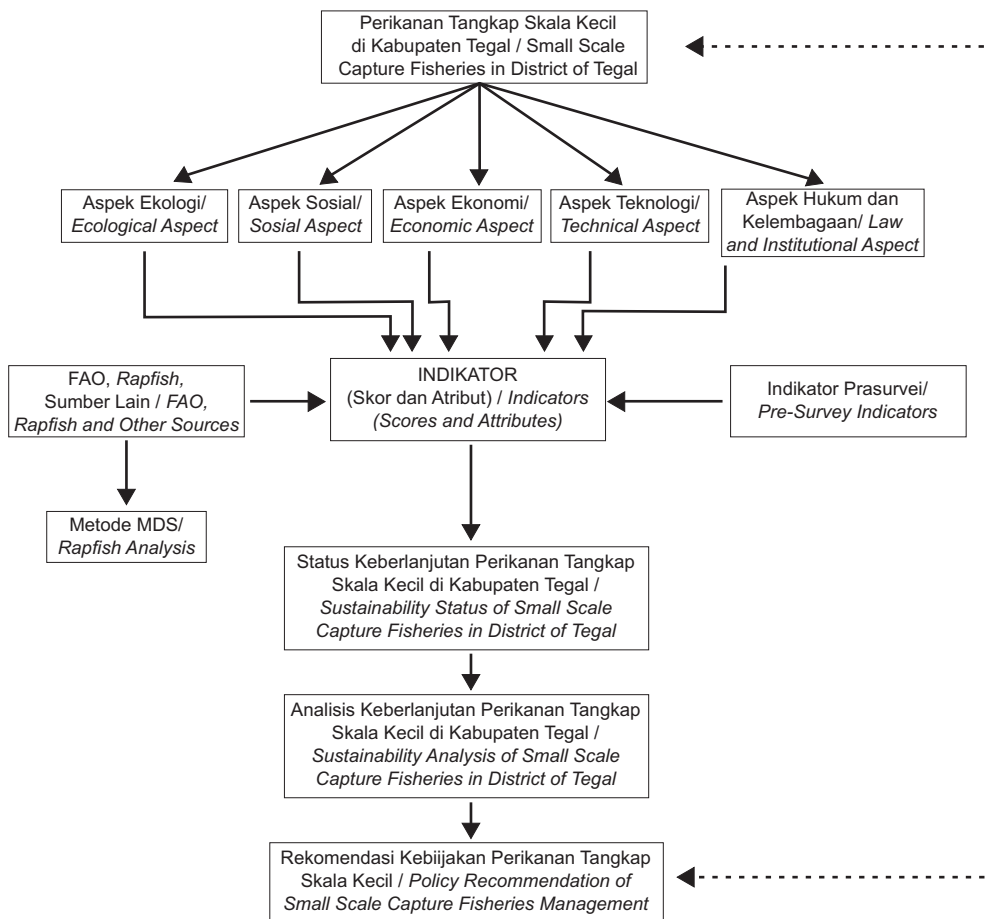 Perikanan Tangkap Skala Kecil
di Kabupaten Tegal / Small Scale
Capture Fisheries in District of Tegal
Aspek Ekologi/
Ecological Aspect
Aspek Sosial/
Sosial Aspect
Aspek Ekonomi/
Economic Aspect
Aspek Teknologi/
Technical Aspect
Aspek Hukum dan
Kelembagaan/ Law
and Institutional Aspect
FAO, Rapfish,
Sumber Lain / FAO,
Rapfish and Other Sources
INDIKATOR
(Skor dan Atribut) / Indicators
(Scores and Attributes)
Indikator Prasurvei/
Pre-Survey Indicators
Metode MDS/
Rapfish Analysis
Status Keberlanjutan Perikanan Tangkap
Skala Kecil di Kabupaten Tegal /
Sustainability Status of Small Scale
Capture Fisheries in District of Tegal
Analisis Keberlanjutan Perikanan Tangkap
Skala Kecil di Kabupaten Tegal /
Sustainability Analysis of Small Scale
Capture Fisheries in District of Tegal
Rekomendasi Kebiijakan Perikanan Tangkap
Skala Kecil / Policy Recommendation of
Small Scale Capture Fisheries Management